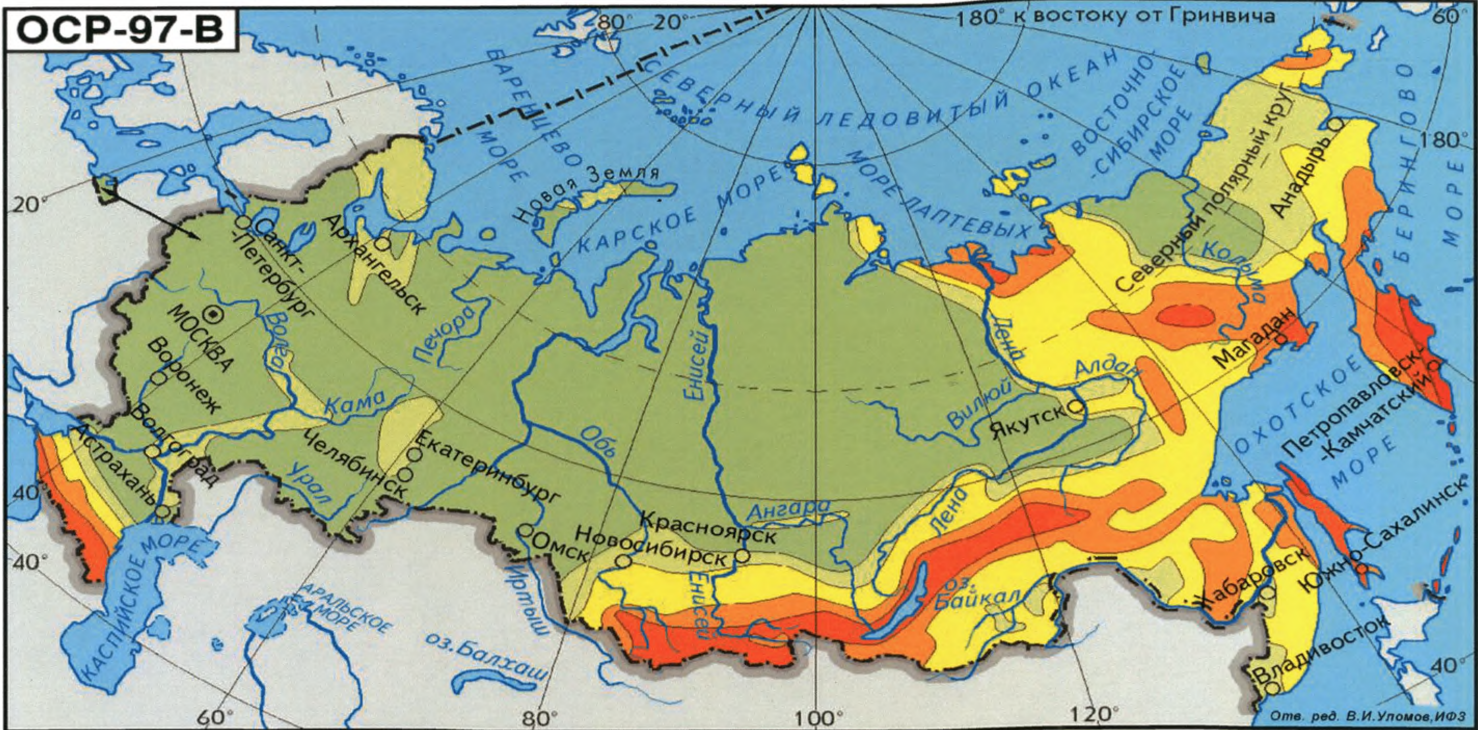 ОСР-97-В
80°
20°
180° к востоку от Гринвича
60°
БАРЕНЦЕВО
МОРЕ
СЕВЕРНЫЙ ЛЕДОВИТЫЙ ОКЕАН
ВОСТОЧНО-
-СИБИРСКОЕ
МОРЕ
БЕРИНГОВО
МОРЕ
180°
Северный полярный круг
Анадырь
Новая Земля
КАРСКОЕ МОРЕ
МОРЕ ЛАПТЕВЫХ
20°
Санкт-
-Петербург
Архангельск
Колыма
МОСКВА
Волга
Печора
Енисей
Лена
Магадан
Воронеж
Кама
Вилюй
Алдан
Якутск
Петропавловск-
-Камчатский
ОХОТСКОЕ
МОРЕ
Волгоград
Астрахань
Челябинск
Екатеринбург
Урал
Обь
Ангара
Лена
40°
Красноярск
Новосибирск
Омск
Южно-Сахалинск
Хабаровск
40°
КАСПИЙСКОЕ МОРЕ
АРАЛЬСКОЕ
МОРЕ
Иртыш
Енисей
оз.
Байкал
оз.Балхаш
Владивосток
40°
60°
80°
100°
120°
Отв. ред. В.И.Уломов,ИФЗ